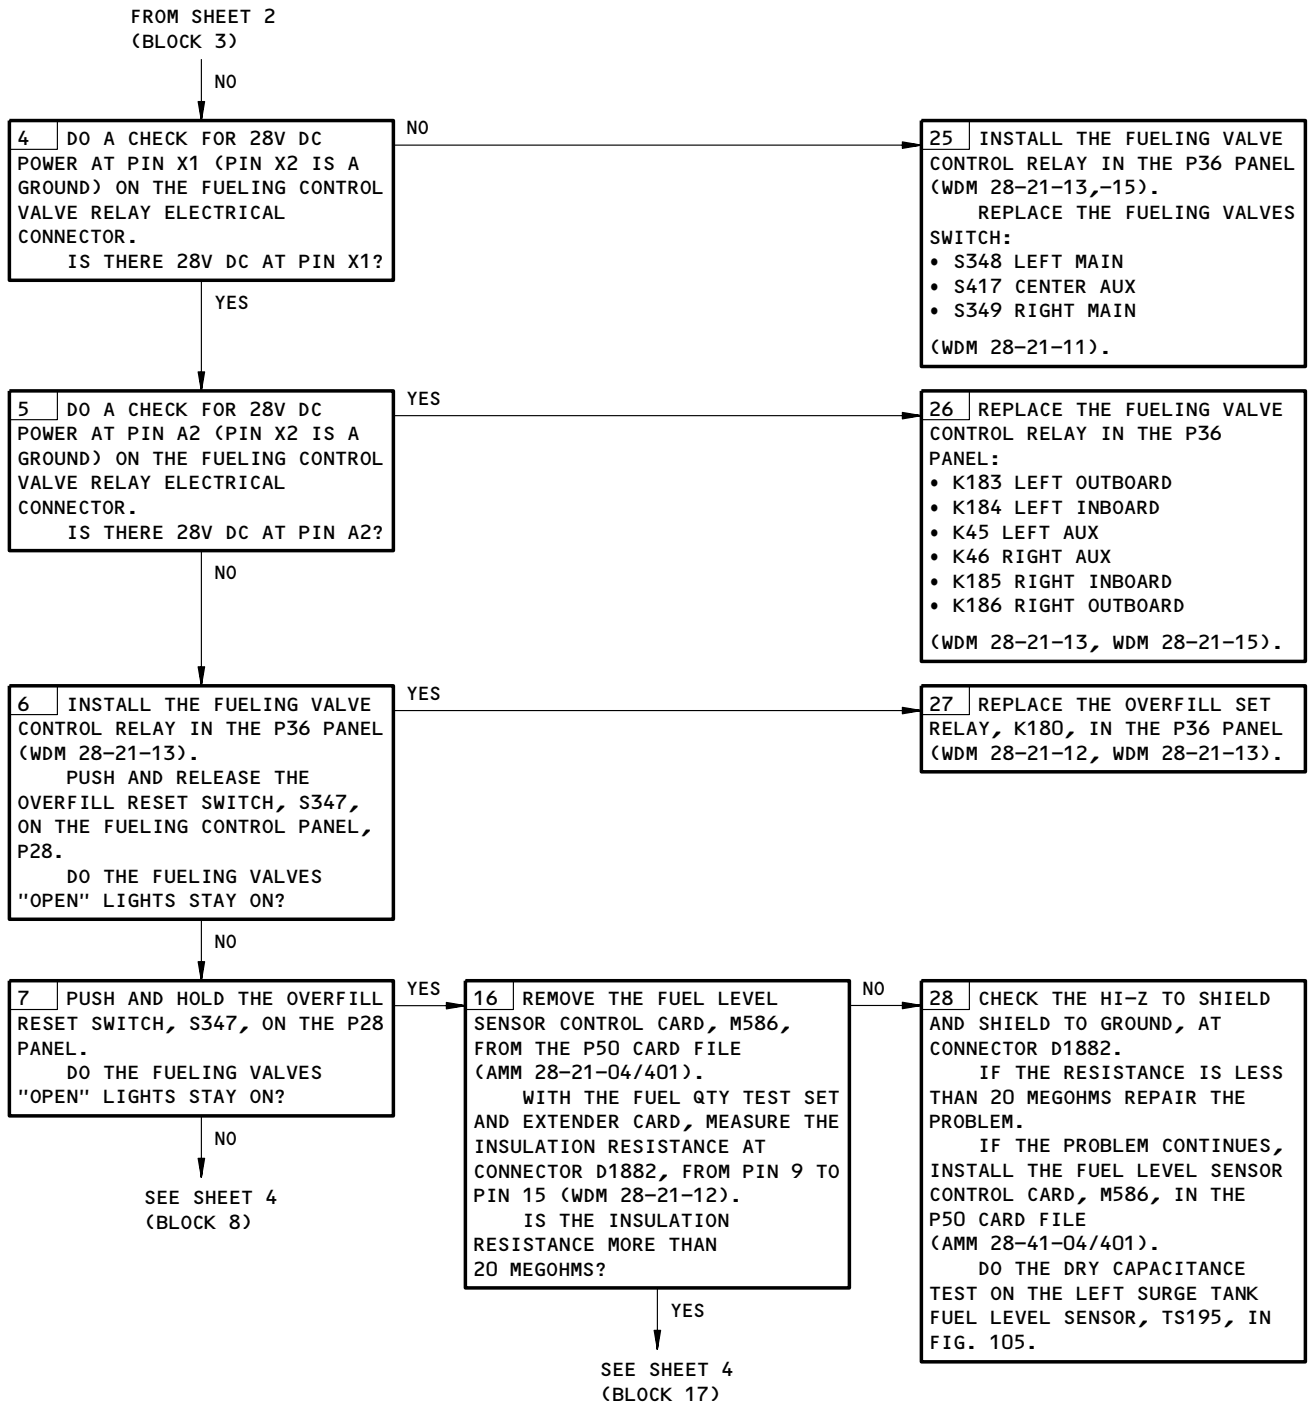 FROM SHEET 2
(BLOCK 3)
NO
4 DO A CHECK FOR 28V DC
POWER AT PIN X1 (PIN X2 IS A
GROUND) ON THE FUELING CONTROL
VALVE RELAY ELECTRICAL
CONNECTOR.
IS THERE 28V DC AT PIN X1?
NO
25 INSTALL THE FUELING VALVE
CONTROL RELAY IN THE P36 PANEL
(WDM 28-21-13,-15).
REPLACE THE FUELING VALVES
SWITCH:
• S348 LEFT MAIN
• S417 CENTER AUX
• S349 RIGHT MAIN
(WDM 28-21-11).
YES
5 DO A CHECK FOR 28V DC
POWER AT PIN A2 (PIN X2 IS A
GROUND) ON THE FUELING CONTROL
VALVE RELAY ELECTRICAL
CONNECTOR.
IS THERE 28V DC AT PIN A2?
YES
26 REPLACE THE FUELING VALVE
CONTROL RELAY IN THE P36
PANEL:
• K183 LEFT OUTBOARD
• K184 LEFT INBOARD
• K45 LEFT AUX
• K46 RIGHT AUX
• K185 RIGHT INBOARD
• K186 RIGHT OUTBOARD
(WDM 28-21-13, WDM 28-21-15).
NO
6 INSTALL THE FUELING VALVE
CONTROL RELAY IN THE P36 PANEL
(WDM 28-21-13).
PUSH AND RELEASE THE
OVERFILL RESET SWITCH, S347,
ON THE FUELING CONTROL PANEL,
P28.
DO THE FUELING VALVES
"OPEN" LIGHTS STAY ON?
YES
27 REPLACE THE OVERFILL SET
RELAY, K180, IN THE P36 PANEL
(WDM 28-21-12, WDM 28-21-13).
NO
7 PUSH AND HOLD THE OVERFILL
RESET SWITCH, S347, ON THE P28
PANEL.
DO THE FUELING VALVES
"OPEN" LIGHTS STAY ON?
YES
16 REMOVE THE FUEL LEVEL
SENSOR CONTROL CARD, M586,
FROM THE P50 CARD FILE
(AMM 28-21-04/401).
WITH THE FUEL QTY TEST SET
AND EXTENDER CARD, MEASURE THE
INSULATION RESISTANCE AT
CONNECTOR D1882, FROM PIN 9 TO
PIN 15 (WDM 28-21-12).
IS THE INSULATION
RESISTANCE MORE THAN
20 MEGOHMS?
NO
28 CHECK THE HI-Z TO SHIELD
AND SHIELD TO GROUND, AT
CONNECTOR D1882.
IF THE RESISTANCE IS LESS
THAN 20 MEGOHMS REPAIR THE
PROBLEM.
IF THE PROBLEM CONTINUES,
INSTALL THE FUEL LEVEL SENSOR
CONTROL CARD, M586, IN THE
P50 CARD FILE
(AMM 28-41-04/401).
DO THE DRY CAPACITANCE
TEST ON THE LEFT SURGE TANK
FUEL LEVEL SENSOR, TS195, IN
FIG. 105.
NO
SEE SHEET 4
(BLOCK 8)
YES
SEE SHEET 4
(BLOCK 17)